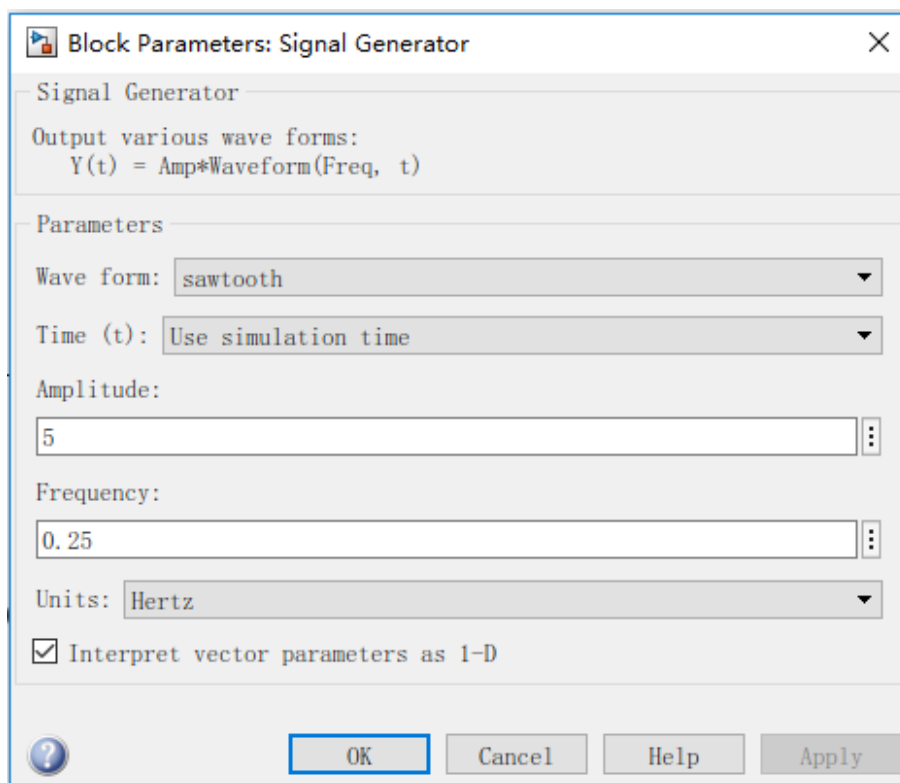 Block Parameters: Signal Generator
Signal Generator
Output various wave forms:
Y(t) = Amp*Waveform(Freq, t)
Parameters
Wave form: sawtooth
Time (t): Use simulation time
Amplitude:
5
Frequency:
0.25
Units: Hertz
Interpret vector parameters as 1-D
OK Cancel Help Apply